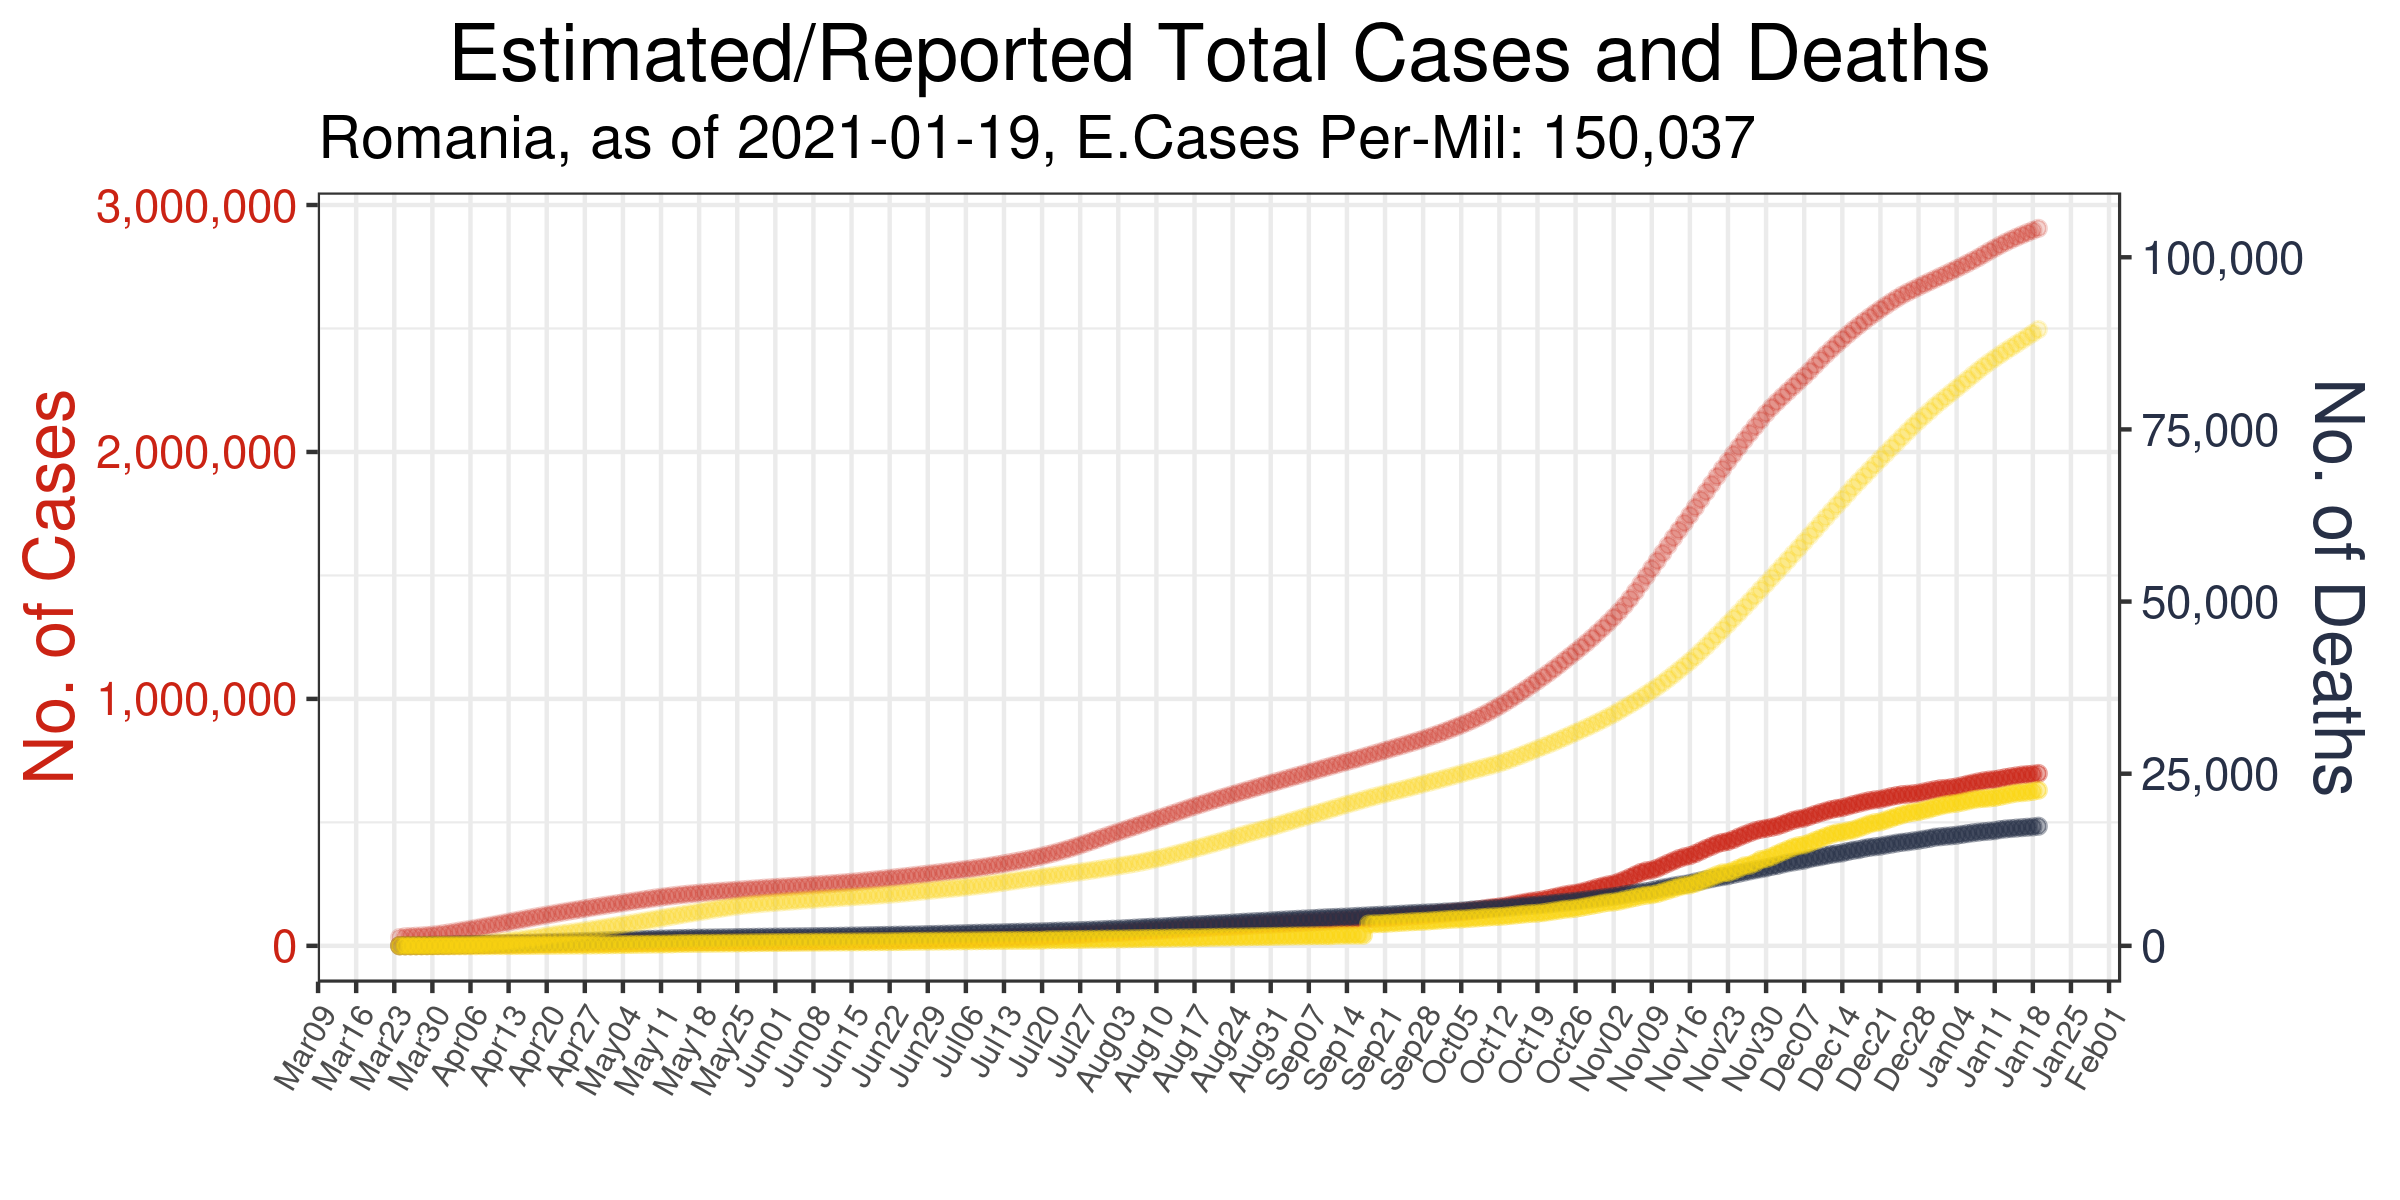 Estimated/Reported Total Cases and Deaths
Romania, as of 2021-01-19, E.Cases Per-Mil: 150,037
No. of Cases
3,000,000
2,000,000
1,000,000
0
100,000
75,000
50,000
25,000
0
No. of Deaths
Mar09 Mar16 Mar23 Mar30 Apr06 Apr13 Apr20 Apr27 May04 May11 May18 May25 Jun01 Jun08 Jun15 Jun22 Jun29 Jul06 Jul13 Jul20 Jul27 Aug03 Aug10 Aug17 Aug24 Aug31 Sep07 Sep14 Sep21 Sep28 Oct05 Oct12 Oct19 Oct26 Nov02 Nov09 Nov16 Nov23 Nov30 Dec07 Dec14 Dec21 Dec28 Jan04 Jan11 Jan18 Jan25 Feb01